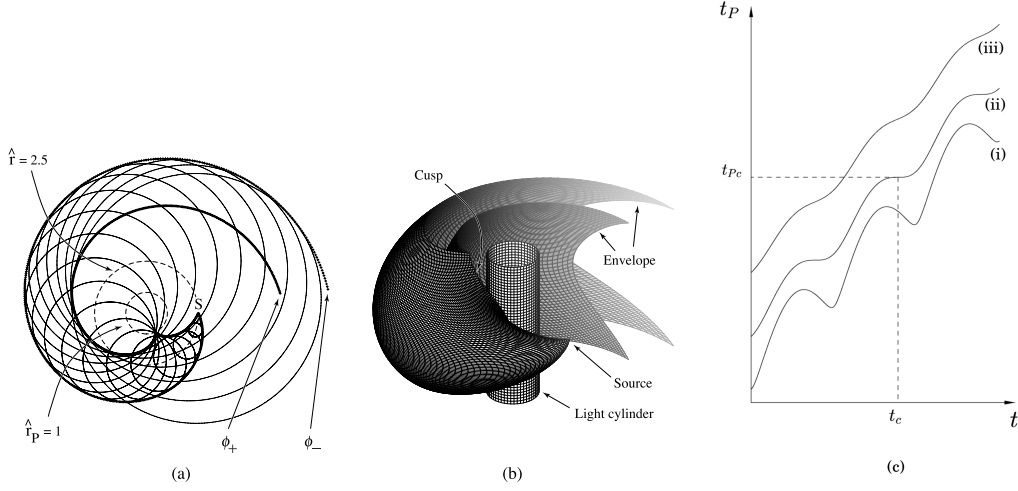 r̂ = 2.5
S
r̂P = 1
ϕ+
ϕ−
(a)
Cusp
Envelope
Source
Light cylinder
(b)
tP
(iii)
(ii)
(i)
tPc
tc
t
(c)